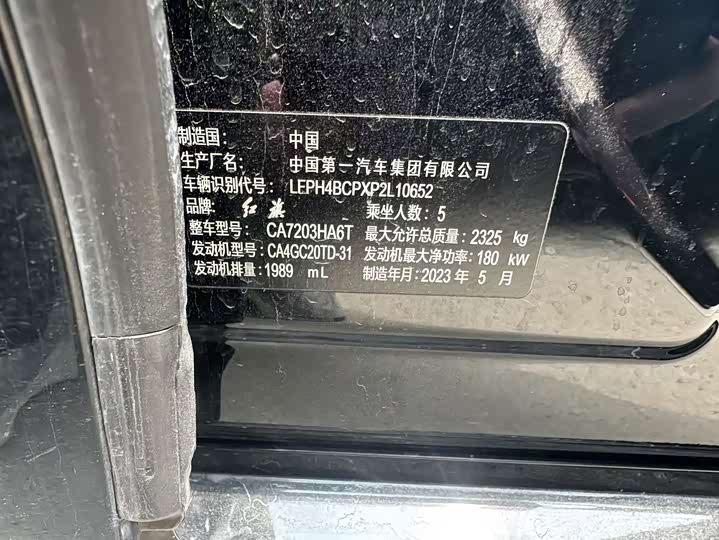 制造国： 中国
生产厂名： 中国第一汽车集团有限公司
车辆识别代号： LEPH4BCPXP2L10652
品牌： 红旗 乘坐人数：5
整车型号： CA7203HA6T 最大允许总质量：2325 kg
发动机型号：CA4GC20TD-31 发动机最大净功率：180 kW
发动机排量：1989 mL 制造年月：2023 年 5 月